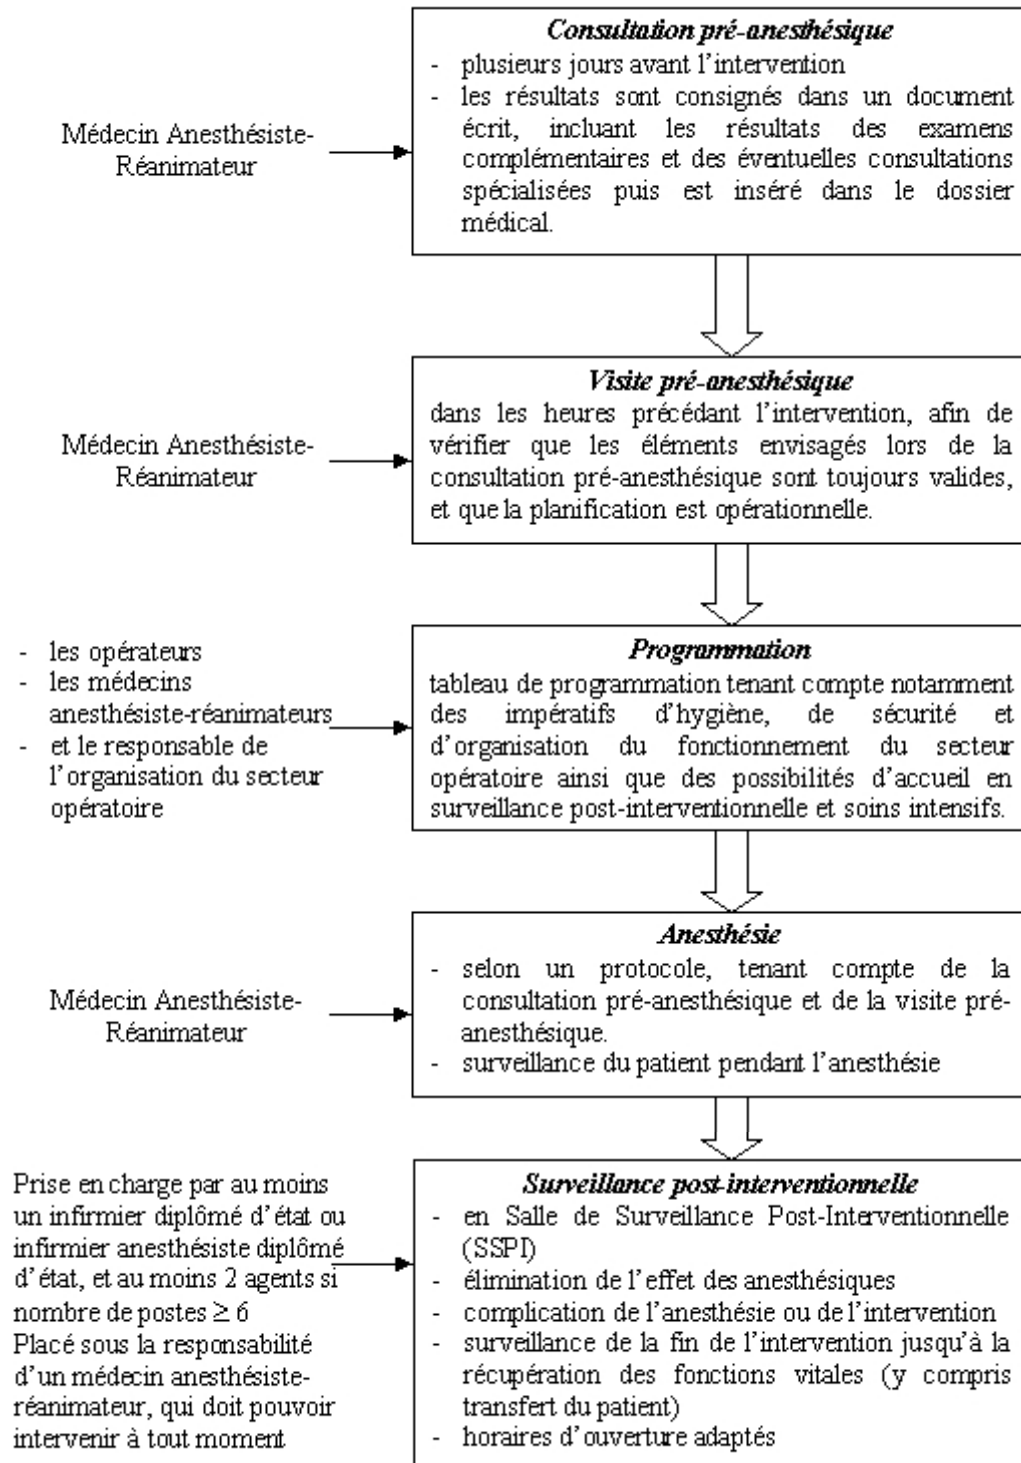 Consultation pré-anesthésique
- plusieurs jours avant l'intervention
- les résultats sont consignés dans un document
écrit, incluant les résultats des examens
complémentaires et des éventuelles consultations
spécialisées puis est inséré dans le dossier
médical.
Médecin Anesthésiste-
Réanimateur
Visite pré-anesthésique
dans les heures précédant l'intervention, afin de
vérifier que les éléments envisagés lors de la
consultation pré-anesthésique sont toujours valides,
et que la planification est opérationnelle.
Médecin Anesthésiste-
Réanimateur
Programmation
tableau de programmation tenant compte notamment
des impératifs d'hygiène, de sécurité et
d'organisation du fonctionnement du secteur
opératoire ainsi que des possibilités d'accueil en
surveillance post-interventionnelle et soins intensifs.
- les opérateurs
- les médecins
anesthésiste-réanimateurs
- et le responsable de
l'organisation du secteur
opératoire
Anesthésie
- selon un protocole, tenant compte de la
consultation pré-anesthésique et de la visite pré-
anesthésique.
- surveillance du patient pendant l'anesthésie
Médecin Anesthésiste-
Réanimateur
Surveillance post-interventionnelle
- en Salle de Surveillance Post-Interventionnelle
(SSPI)
- élimination de l'effet des anesthésiques
- complication de l'anesthésie ou de l'intervention
- surveillance de la fin de l'intervention jusqu'à la
récupération des fonctions vitales (y compris
transfert du patient)
- horaires d'ouverture adaptés
Prise en charge par au moins
un infirmier diplômé d'état ou
infirmier anesthésiste diplômé
d'état, et au moins 2 agents si
nombre de postes ≥ 6
Placé sous la responsabilité
d'un médecin anesthésiste-
réanimateur, qui doit pouvoir
intervenir à tout moment